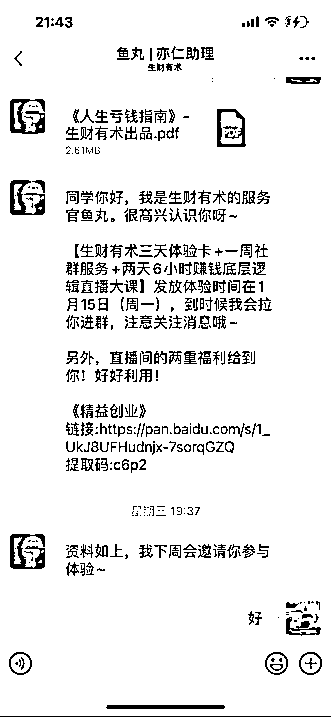 21:43
鱼丸 | 亦仁助理
生财有术
《人生亏钱指南》-
生财有术出品.pdf
2.61MB
同学你好，我是生财有术的服务
官鱼丸。很高兴认识你呀~
【生财有术三天体验卡+一周社
群服务+两天6小时赚钱底层逻
辑直播大课】发放体验时间在1
月15日（周一），到时候我会拉
你进群，注意关注消息哦~
另外，直播间的两重福利给到
你！好好利用！
《精益创业》
链接:https://pan.baidu.com/s/1_
UkJ8UFHudnjx-7sorqGZQ
提取码:c6p2
星期三 19:37
资料如上，我下周会邀请你参与
体验~
好